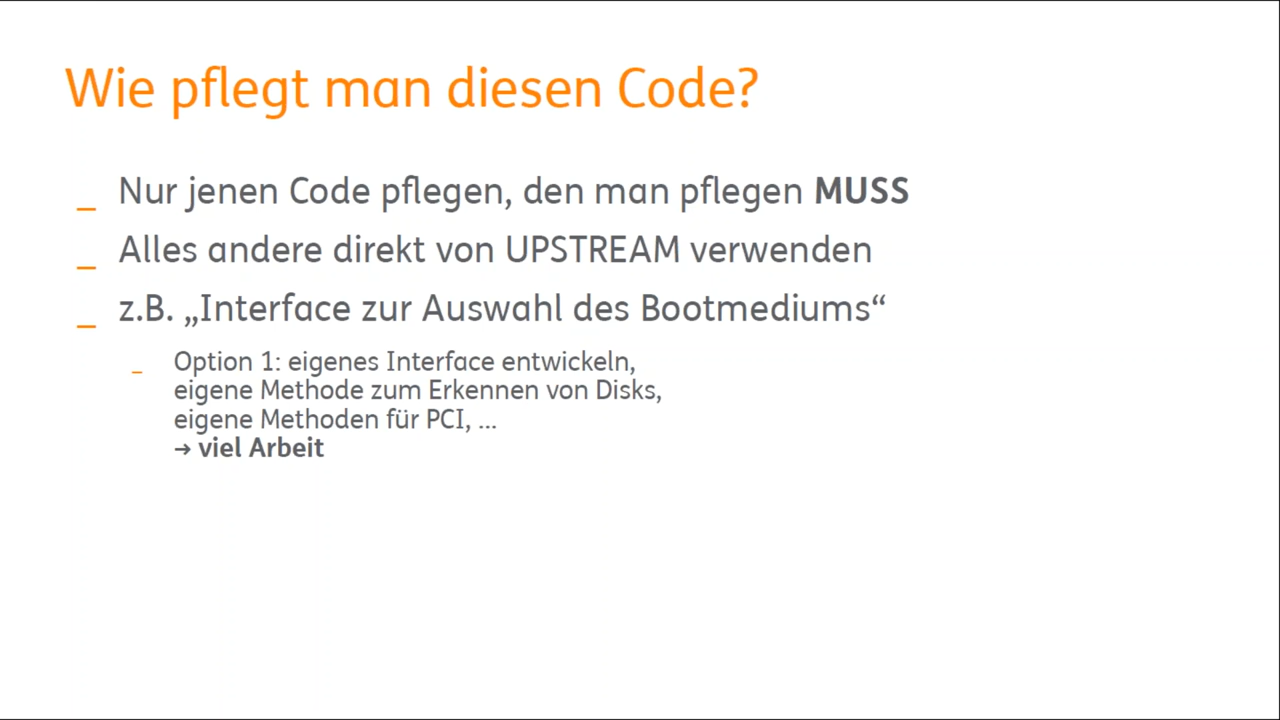 Wie pflegt man diesen Code?
_ Nur jenen Code pflegen, den man pflegen MUSS
_ Alles andere direkt von UPSTREAM verwenden
_ z.B. „Interface zur Auswahl des Bootmediums“
_ Option 1: eigenes Interface entwickeln,
eigene Methode zum Erkennen von Disks,
eigene Methoden für PCI, ...
→ viel Arbeit